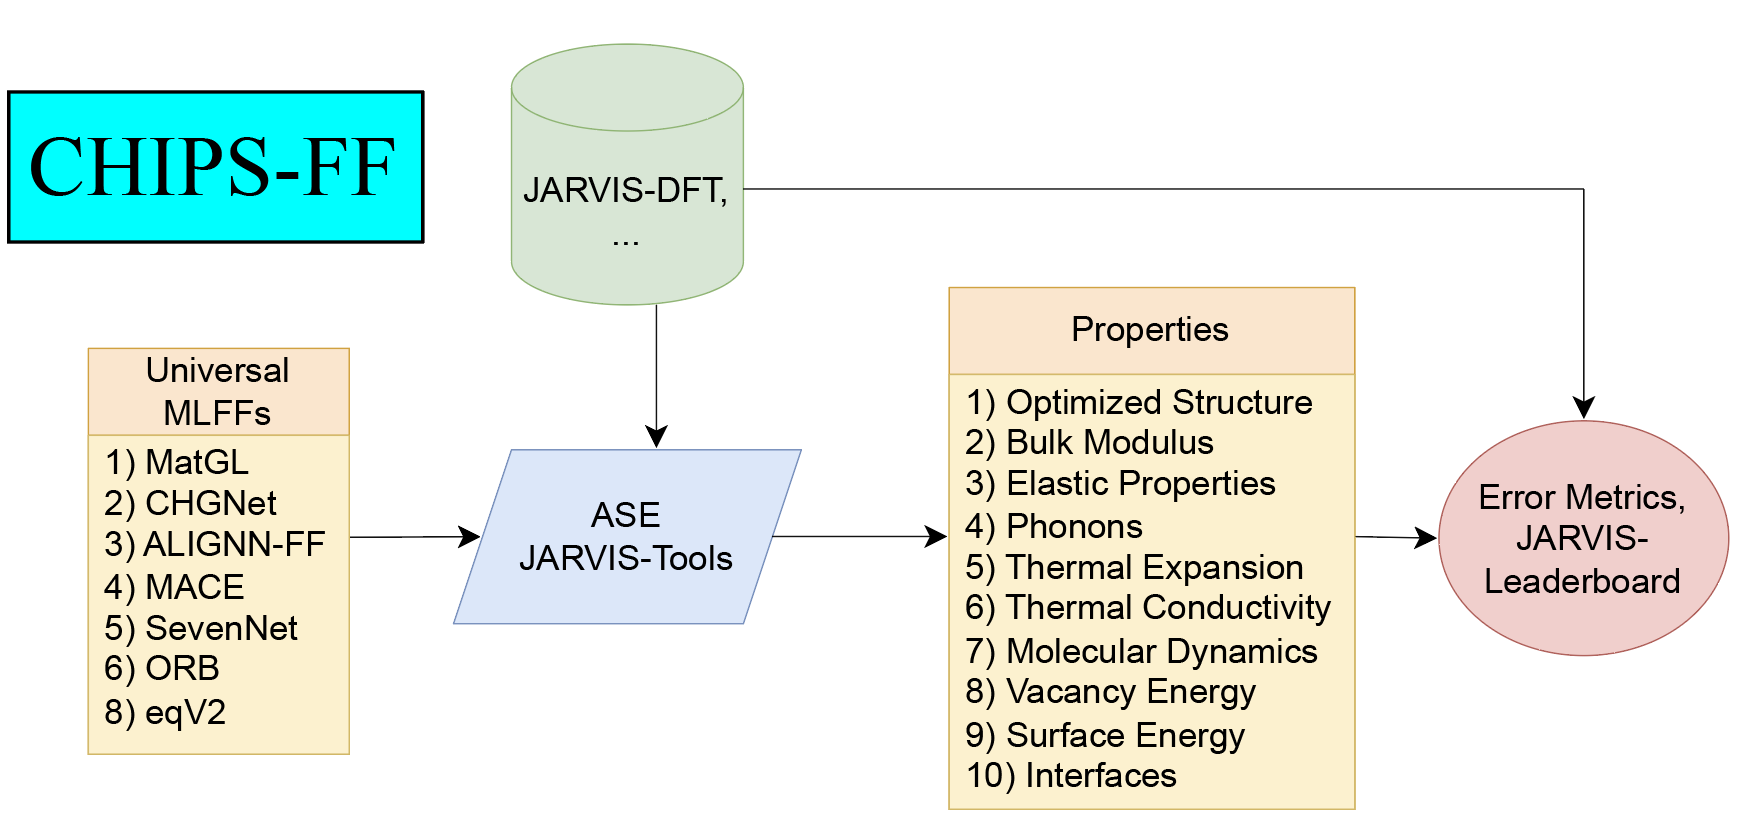 CHIPS-FF
JARVIS-DFT,
...
Universal
MLFFs
1) MatGL
2) CHGNet
3) ALIGNN-FF
4) MACE
5) SevenNet
6) ORB
8) eqV2
ASE
JARVIS-Tools
Properties
1) Optimized Structure
2) Bulk Modulus
3) Elastic Properties
4) Phonons
5) Thermal Expansion
6) Thermal Conductivity
7) Molecular Dynamics
8) Vacancy Energy
9) Surface Energy
10) Interfaces
Error Metrics,
JARVIS-
Leaderboard